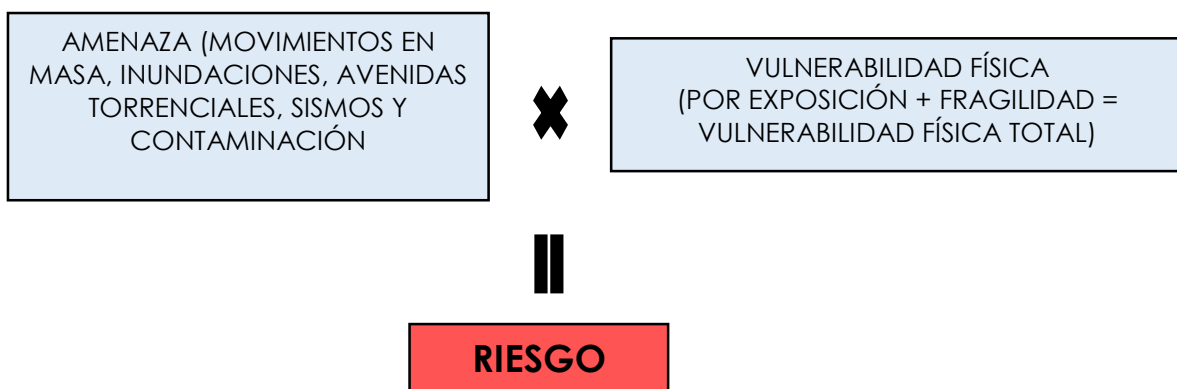 AMENAZA (MOVIMIENTOS EN
MASA, INUNDACIONES, AVENIDAS
TORRENCIALES, SISMOS Y
CONTAMINACIÓN
VULNERABILIDAD FÍSICA
(POR EXPOSICIÓN + FRAGILIDAD =
VULNERABILIDAD FÍSICA TOTAL)
RIESGO